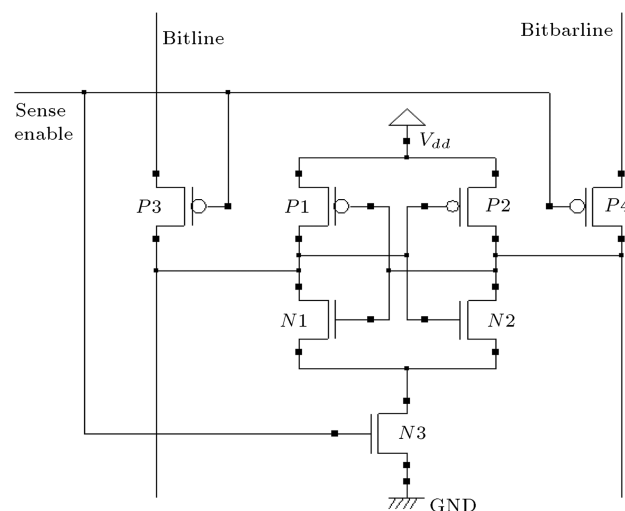 Bitline
Bitbarline
Sense
enable
Vdd
P3
P1
P2
P4
N1
N2
N3
GND